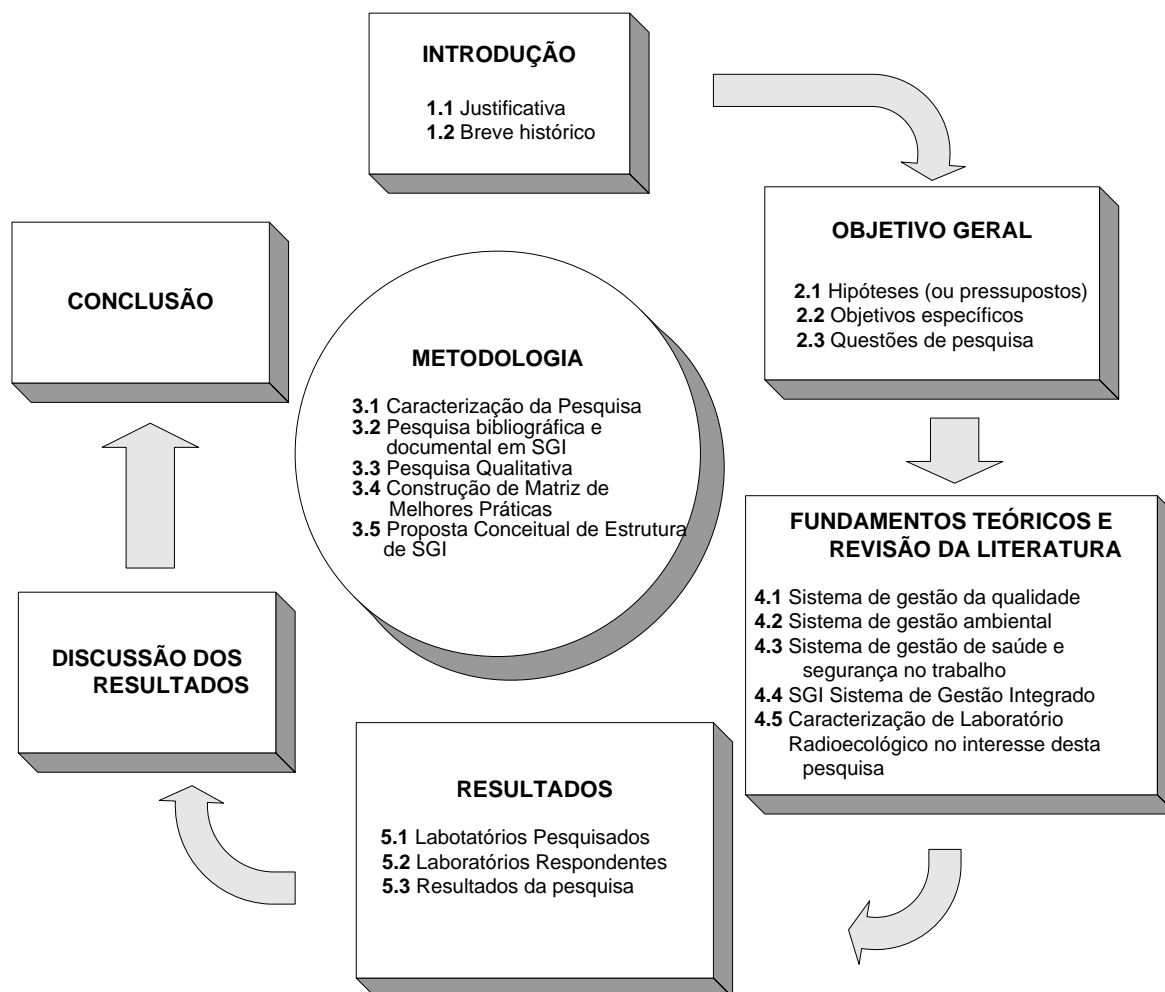 INTRODUÇÃO
1.1 Justificativa
1.2 Breve histórico
OBJETIVO GERAL
2.1 Hipóteses (ou pressupostos)
2.2 Objetivos específicos
2.3 Questões de pesquisa
METODOLOGIA
3.1 Caracterização da Pesquisa
3.2 Pesquisa bibliográfica e
documental em SGI
3.3 Pesquisa Qualitativa
3.4 Construção de Matriz de
Melhores Práticas
3.5 Proposta Conceitual de Estrutura
de SGI
FUNDAMENTOS TEÓRICOS E
REVISÃO DA LITERATURA
4.1 Sistema de gestão da qualidade
4.2 Sistema de gestão ambiental
4.3 Sistema de gestão de saúde e
segurança no trabalho
4.4 SGI Sistema de Gestão Integrado
4.5 Caracterização de Laboratório
Radioecológico no interesse desta
pesquisa
RESULTADOS
5.1 Labotatórios Pesquisados
5.2 Laboratórios Respondentes
5.3 Resultados da pesquisa
DISCUSSÃO DOS
RESULTADOS
CONCLUSÃO